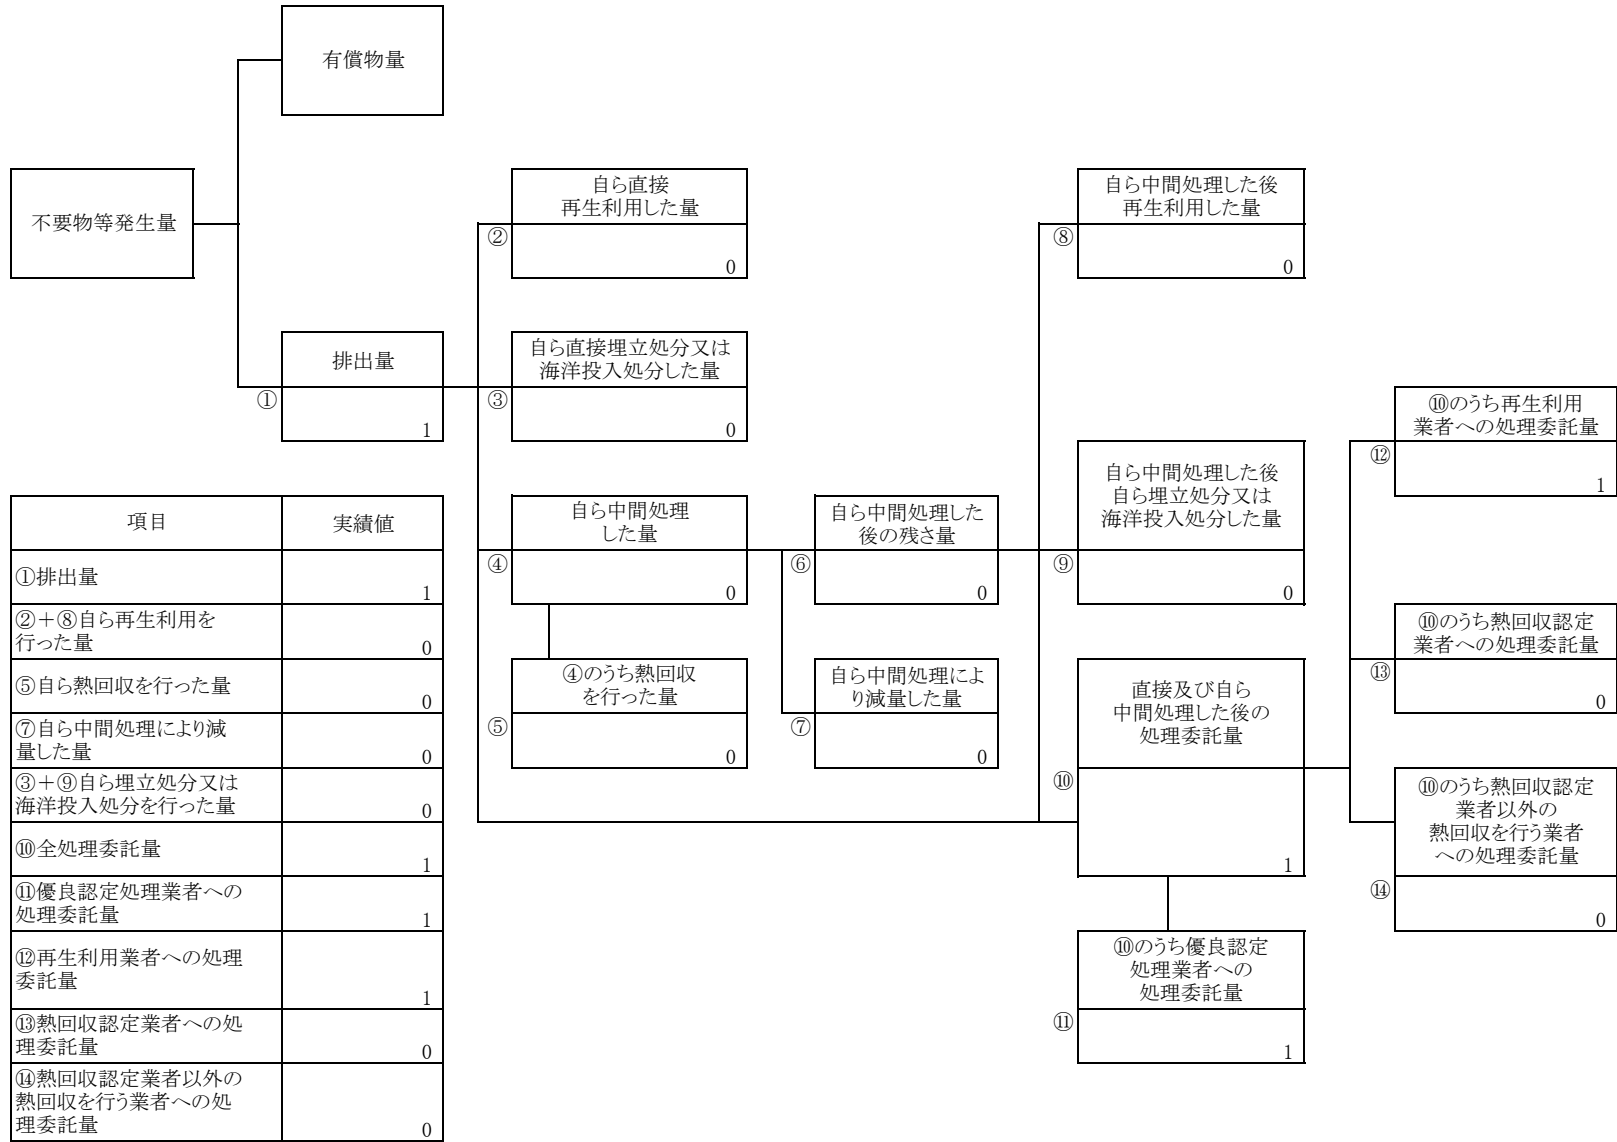 有償物量
不要物等発生量
自ら直接
再生利用した量
②
0
自ら中間処理した後
再生利用した量
⑧
0
排出量
①
1
自ら直接埋立処分又は
海洋投入処分した量
③
0
⑩のうち再生利用
業者への処理委託量
⑫
1
自ら中間処理
した量
④
0
自ら中間処理した
後の残さ量
⑥
0
自ら中間処理した後
自ら埋立処分又は
海洋投入処分した量
⑨
0
⑩のうち熱回収認定
業者への処理委託量
⑬
0
④のうち熱回収
を行った量
⑤
0
自ら中間処理によ
り減量した量
⑦
0
直接及び自ら
中間処理した後の
処理委託量
⑩
1
⑩のうち熱回収認定
業者以外の
熱回収を行う業者
への処理委託量
⑭
0
⑩のうち優良認定
処理業者への
処理委託量
⑪
1
項目 実績値
①排出量
1
②+⑧自ら再生利用を
行った量
0
⑤自ら熱回収を行った量
0
⑦自ら中間処理により減
量した量
0
③+⑨自ら埋立処分又は
海洋投入処分を行った量
0
⑩全処理委託量
1
⑪優良認定処理業者への
処理委託量
1
⑫再生利用業者への処理
委託量
1
⑬熱回収認定業者への処
理委託量
0
⑭熱回収認定業者以外の
熱回収を行う業者への処
理委託量
0